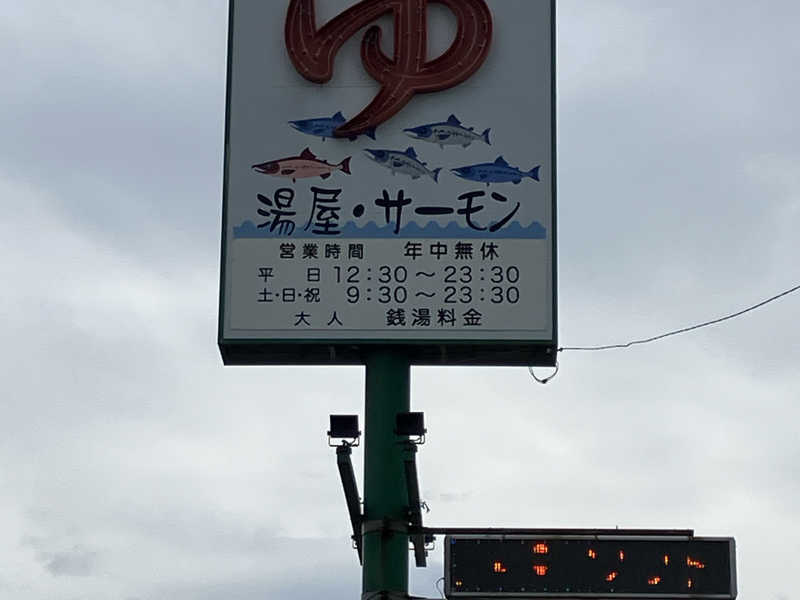 ゆ
湯屋・サーモン
営業時間 年中無休
平日 12:30～23:30
土・日・祝 9:30～23:30
大人 銭湯料金